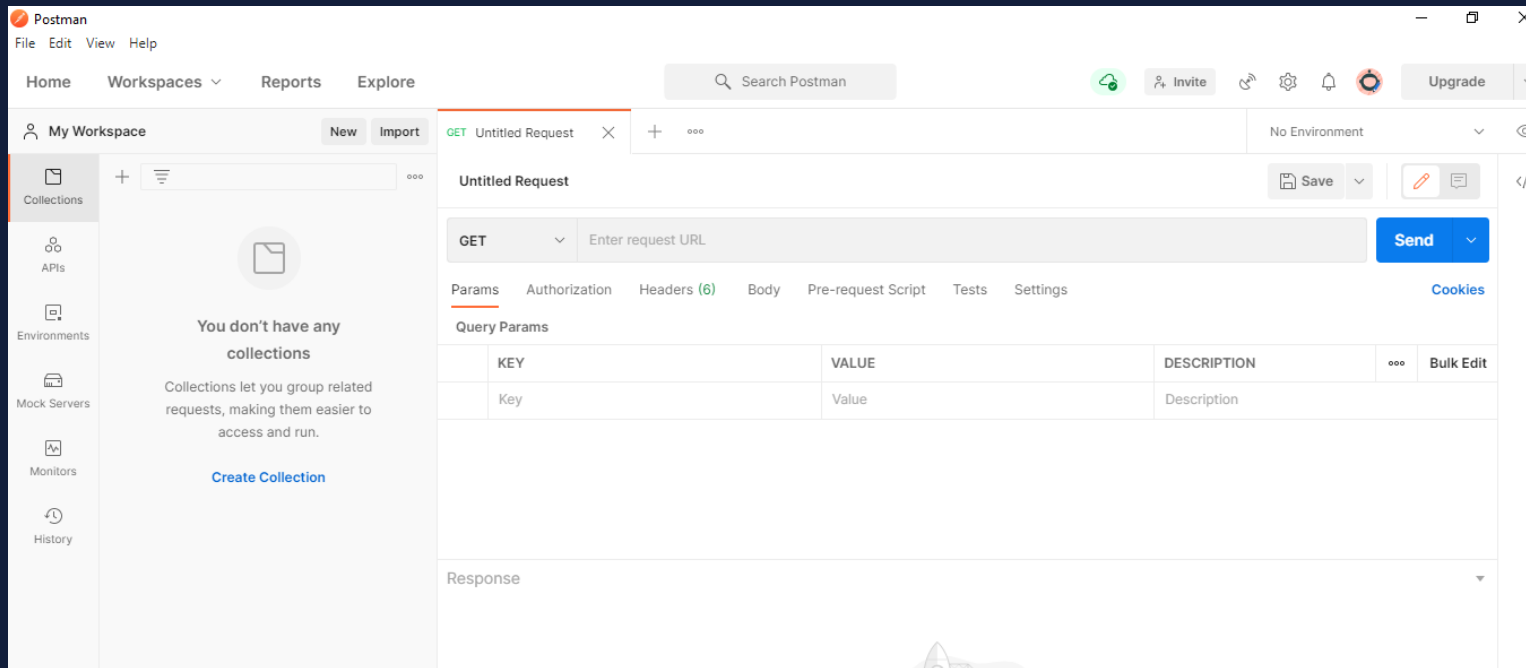 Postman
File Edit View Help
Home Workspaces Reports Explore Search Postman Invite Upgrade
My Workspace New Import GET Untitled Request No Environment
Collections
APIs
Environments
Mock Servers
Monitors
History
You don't have any
collections
Collections let you group related
requests, making them easier to
access and run.
Create Collection
Untitled Request Save
GET Enter request URL Send
Params Authorization Headers (6) Body Pre-request Script Tests Settings Cookies
Query Params
KEY VALUE DESCRIPTION Bulk Edit
Key Value Description
Response